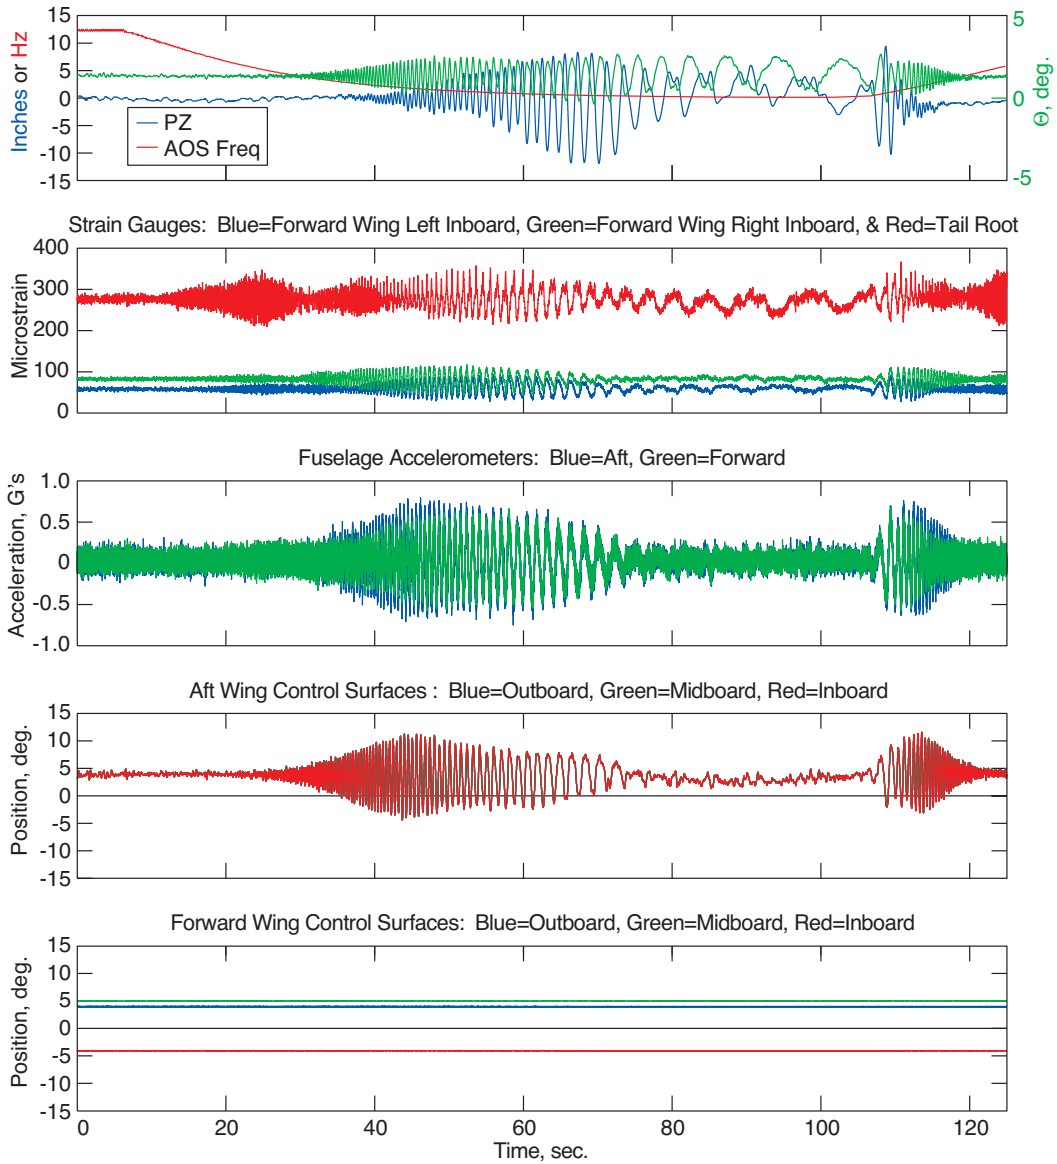 15
10
5
0
-5
-10
-15
Inches or Hz
PZ
AOS Freq
5
0
-5
Θ, deg.
Strain Gauges: Blue=Forward Wing Left Inboard, Green=Forward Wing Right Inboard, & Red=Tail Root
400
300
200
100
0
Microstrain
Fuselage Accelerometers: Blue=Aft, Green=Forward
1.0
0.5
0
-0.5
-1.0
Acceleration, G's
Aft Wing Control Surfaces : Blue=Outboard, Green=Midboard, Red=Inboard
15
10
5
0
-5
-10
-15
Position, deg.
Forward Wing Control Surfaces: Blue=Outboard, Green=Midboard, Red=Inboard
15
10
5
0
-5
-10
-15
Position, deg.
0 20 40 60 80 100 120
Time, sec.